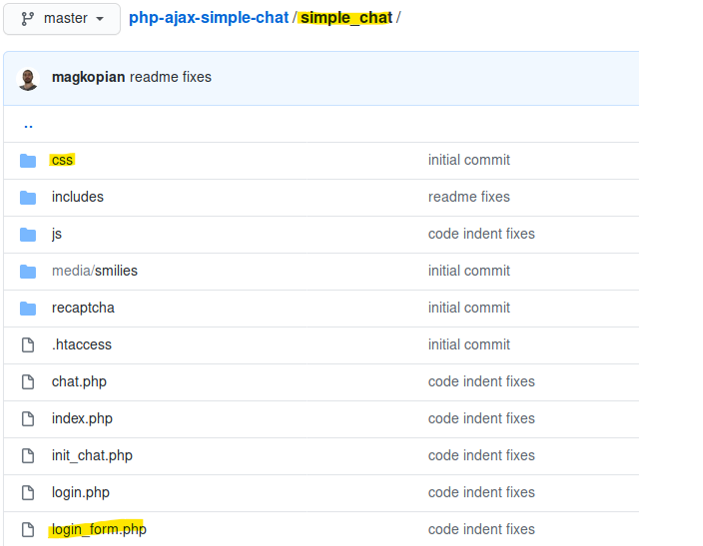 master php-ajax-simple-chat / simple_chat /
magkopian readme fixes
..
css initial commit
includes readme fixes
js code indent fixes
media/smilies initial commit
recaptcha initial commit
.htaccess initial commit
chat.php code indent fixes
index.php code indent fixes
init_chat.php code indent fixes
login.php code indent fixes
login_form.php code indent fixes